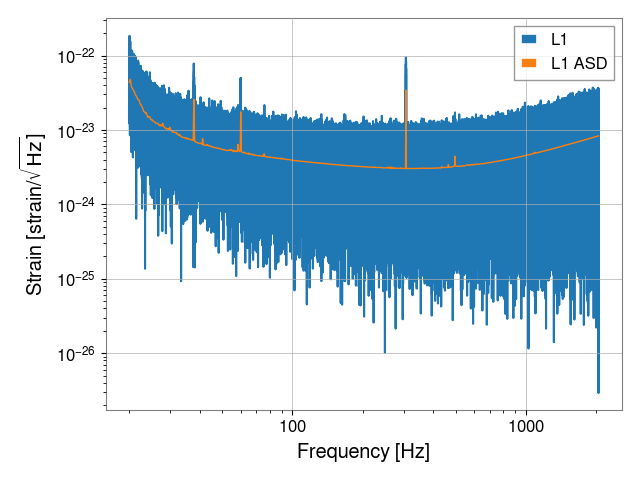 L1
L1 ASD
10⁻²²
10⁻²³
10⁻²⁴
10⁻²⁵
10⁻²⁶
Strain [strain/√Hz]
100
1000
Frequency [Hz]